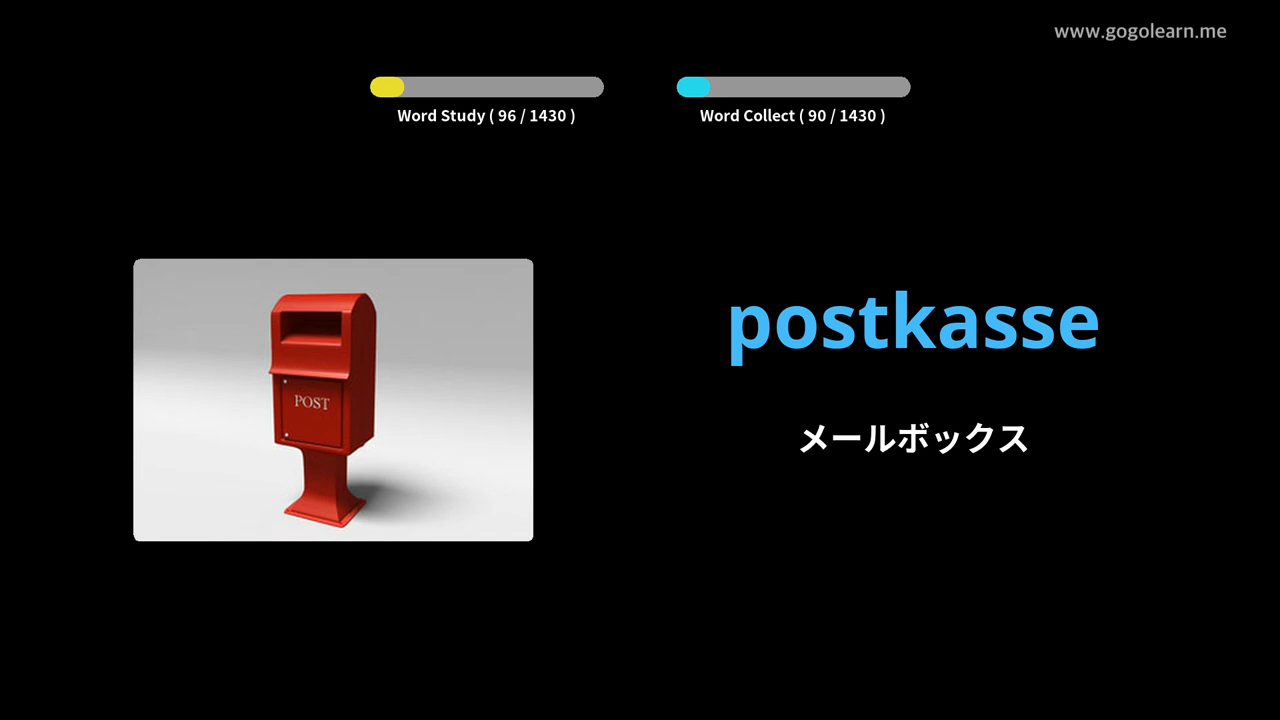 www.gogolearn.me
Word Study ( 96 / 1430 )
Word Collect ( 90 / 1430 )
POST
postkasse
メールボックス